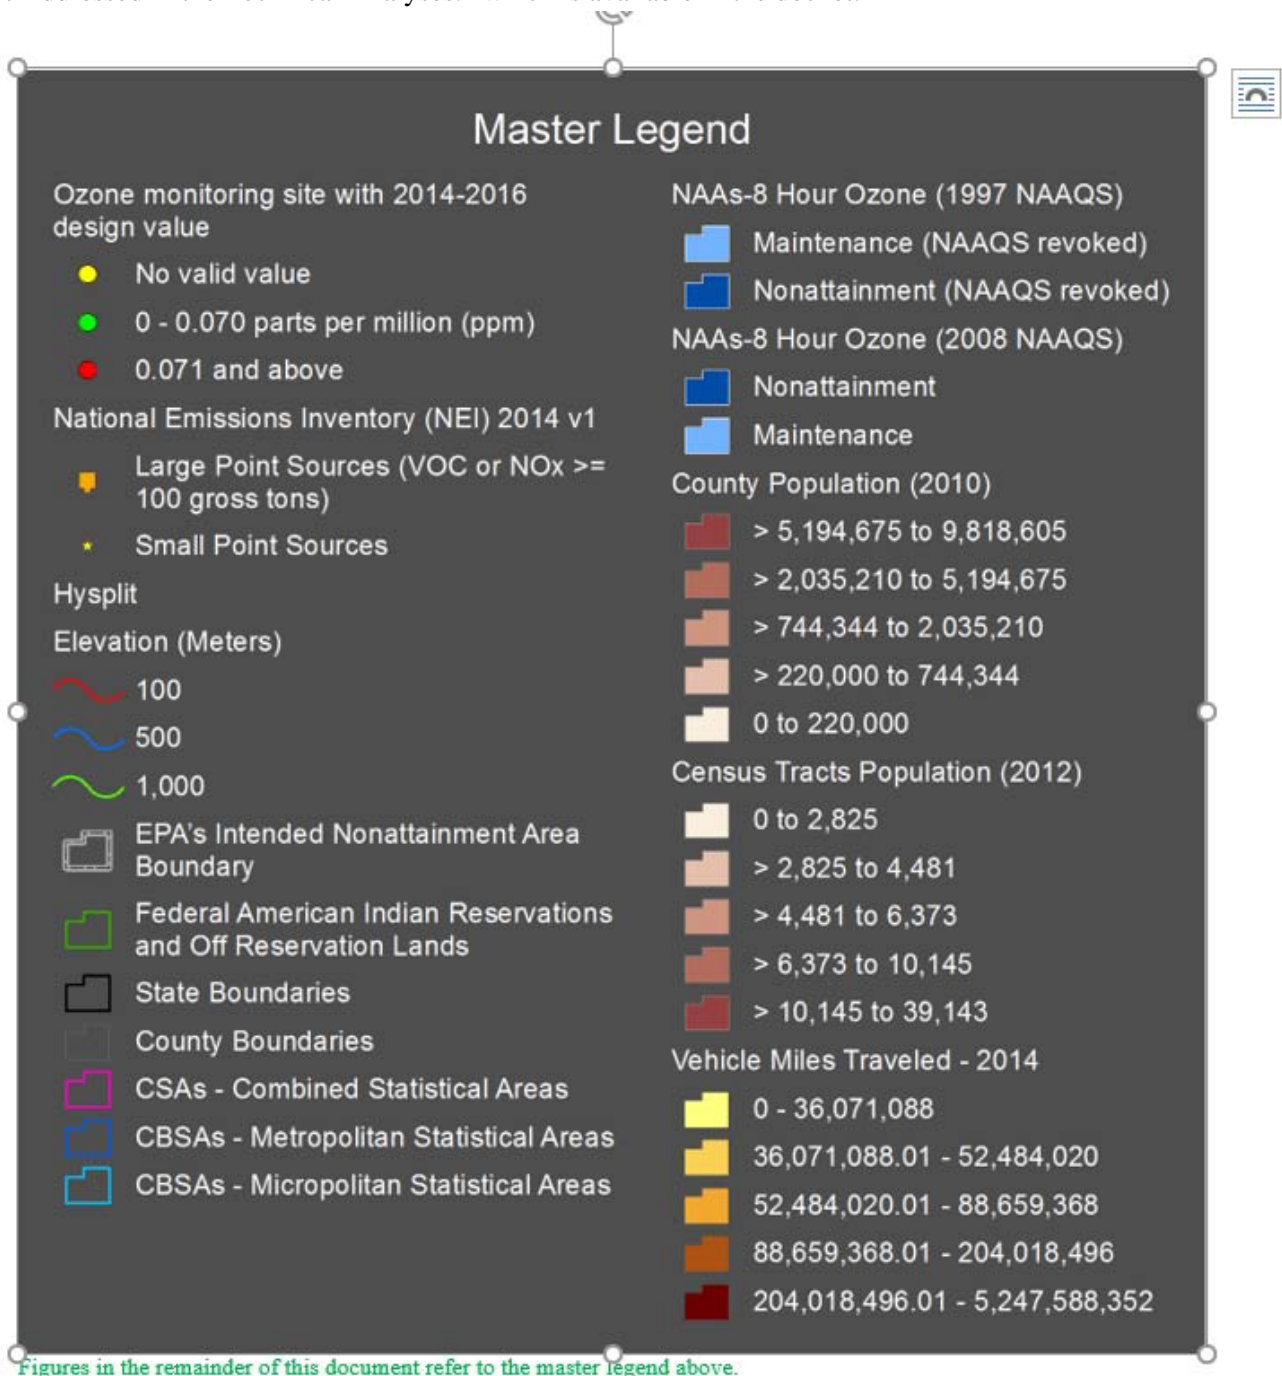 Master Legend
Ozone monitoring site with 2014-2016
design value
No valid value
0 - 0.070 parts per million (ppm)
0.071 and above
National Emissions Inventory (NEI) 2014 v1
Large Point Sources (VOC or NOx >=
100 gross tons)
Small Point Sources
Hysplit
Elevation (Meters)
100
500
1,000
EPA's Intended Nonattainment Area
Boundary
Federal American Indian Reservations
and Off Reservation Lands
State Boundaries
County Boundaries
CSAs - Combined Statistical Areas
CBSAs - Metropolitan Statistical Areas
CBSAs - Micropolitan Statistical Areas
NAAs-8 Hour Ozone (1997 NAAQS)
Maintenance (NAAQS revoked)
Nonattainment (NAAQS revoked)
NAAs-8 Hour Ozone (2008 NAAQS)
Nonattainment
Maintenance
County Population (2010)
> 5,194,675 to 9,818,605
> 2,035,210 to 5,194,675
> 744,344 to 2,035,210
> 220,000 to 744,344
0 to 220,000
Census Tracts Population (2012)
0 to 2,825
> 2,825 to 4,481
> 4,481 to 6,373
> 6,373 to 10,145
> 10,145 to 39,143
Vehicle Miles Traveled - 2014
0 - 36,071,088
36,071,088.01 - 52,484,020
52,484,020.01 - 88,659,368
88,659,368.01 - 204,018,496
204,018,496.01 - 5,247,588,352
Figures in the remainder of this document refer to the master legend above.